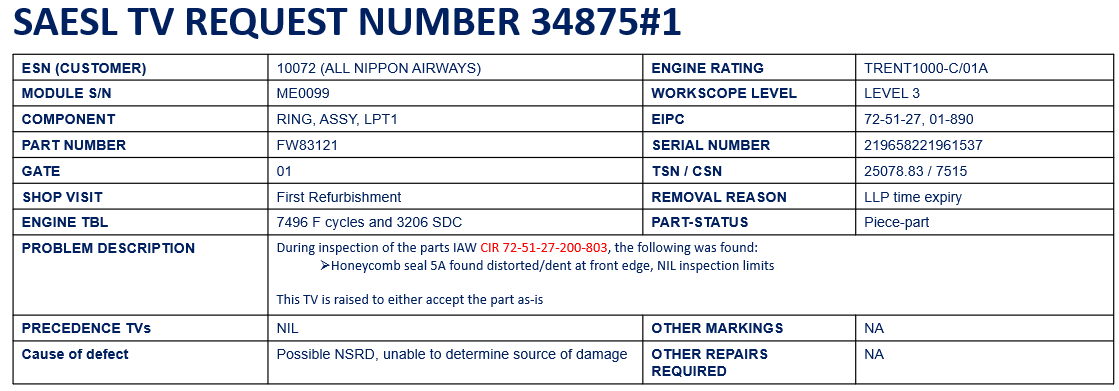 SAESL TV REQUEST NUMBER 34875#1
ESN (CUSTOMER) 10072 (ALL NIPPON AIRWAYS) ENGINE RATING TRENT1000-C/01A
MODULE S/N ME0099 WORKSCOPE LEVEL LEVEL 3
COMPONENT RING, ASSY, LPT1 EIPC 72-51-27, 01-890
PART NUMBER FW83121 SERIAL NUMBER 219658221961537
GATE 01 TSN / CSN 25078.83 / 7515
SHOP VISIT First Refurbishment REMOVAL REASON LLP time expiry
ENGINE TBL 7496 F cycles and 3206 SDC PART-STATUS Piece-part
PROBLEM DESCRIPTION During inspection of the parts IAW CIR 72-51-27-200-803, the following was found:
➢Honeycomb seal 5A found distorted/dent at front edge, NIL inspection limits
This TV is raised to either accept the part as-is
PRECEDENCE TVs NIL OTHER MARKINGS NA
Cause of defect Possible NSRD, unable to determine source of damage OTHER REPAIRS NA
REQUIRED